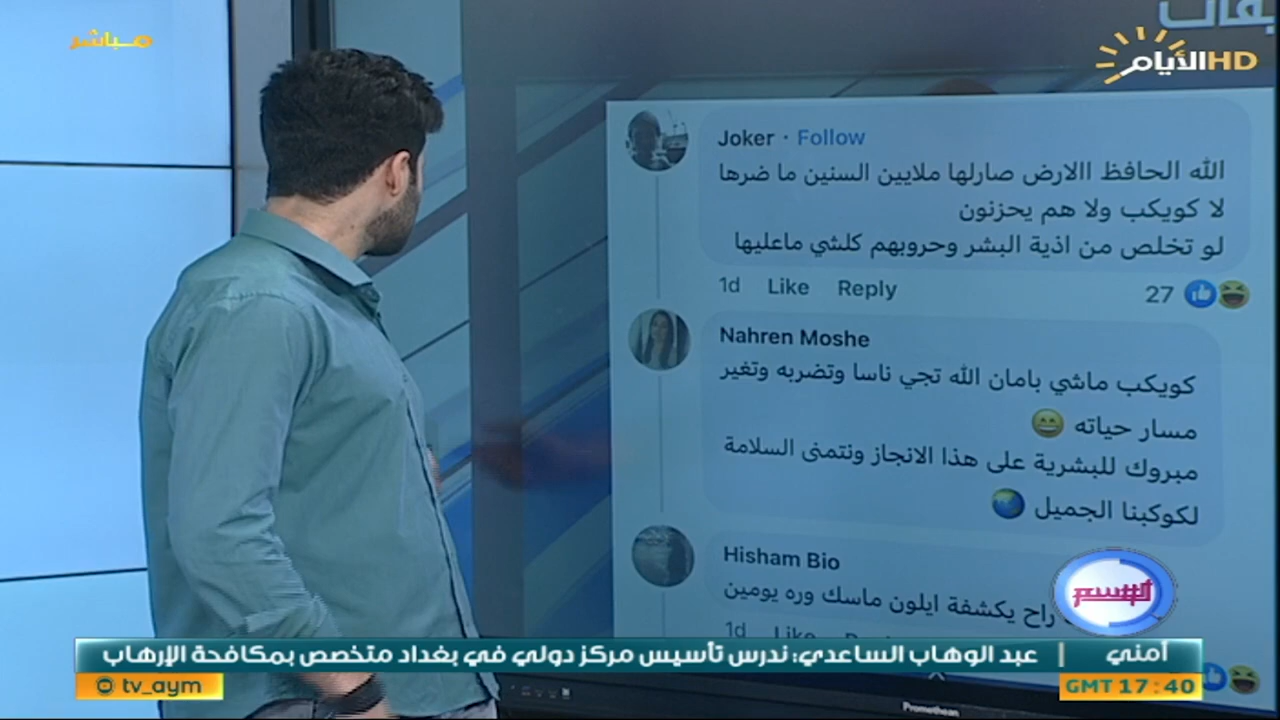 مباشر
الأيام HD
Joker · Follow
الله الحافظ االارض صارلها ملايين السنين ما ضرها
لا كويكب ولا هم يحزنون
لو تخلص من اذية البشر وحروبهم كلشي ماعليها
1d Like Reply 27
Nahren Moshe
كويكب ماشي بامان الله تجي ناسا وتضربه وتغير
مسار حياته 😄
مبروك للبشرية على هذا الانجاز ونتمنى السلامة
لكوكبنا الجميل 🌏
Hisham Bio
راح يكشفة ايلون ماسك وره يومين
1d Like
أمني | عبد الوهاب الساعدي: ندرس تأسيس مركز دولي في بغداد متخصص بمكافحة الإرهاب
tv_aym
GMT 17:40
Promethean